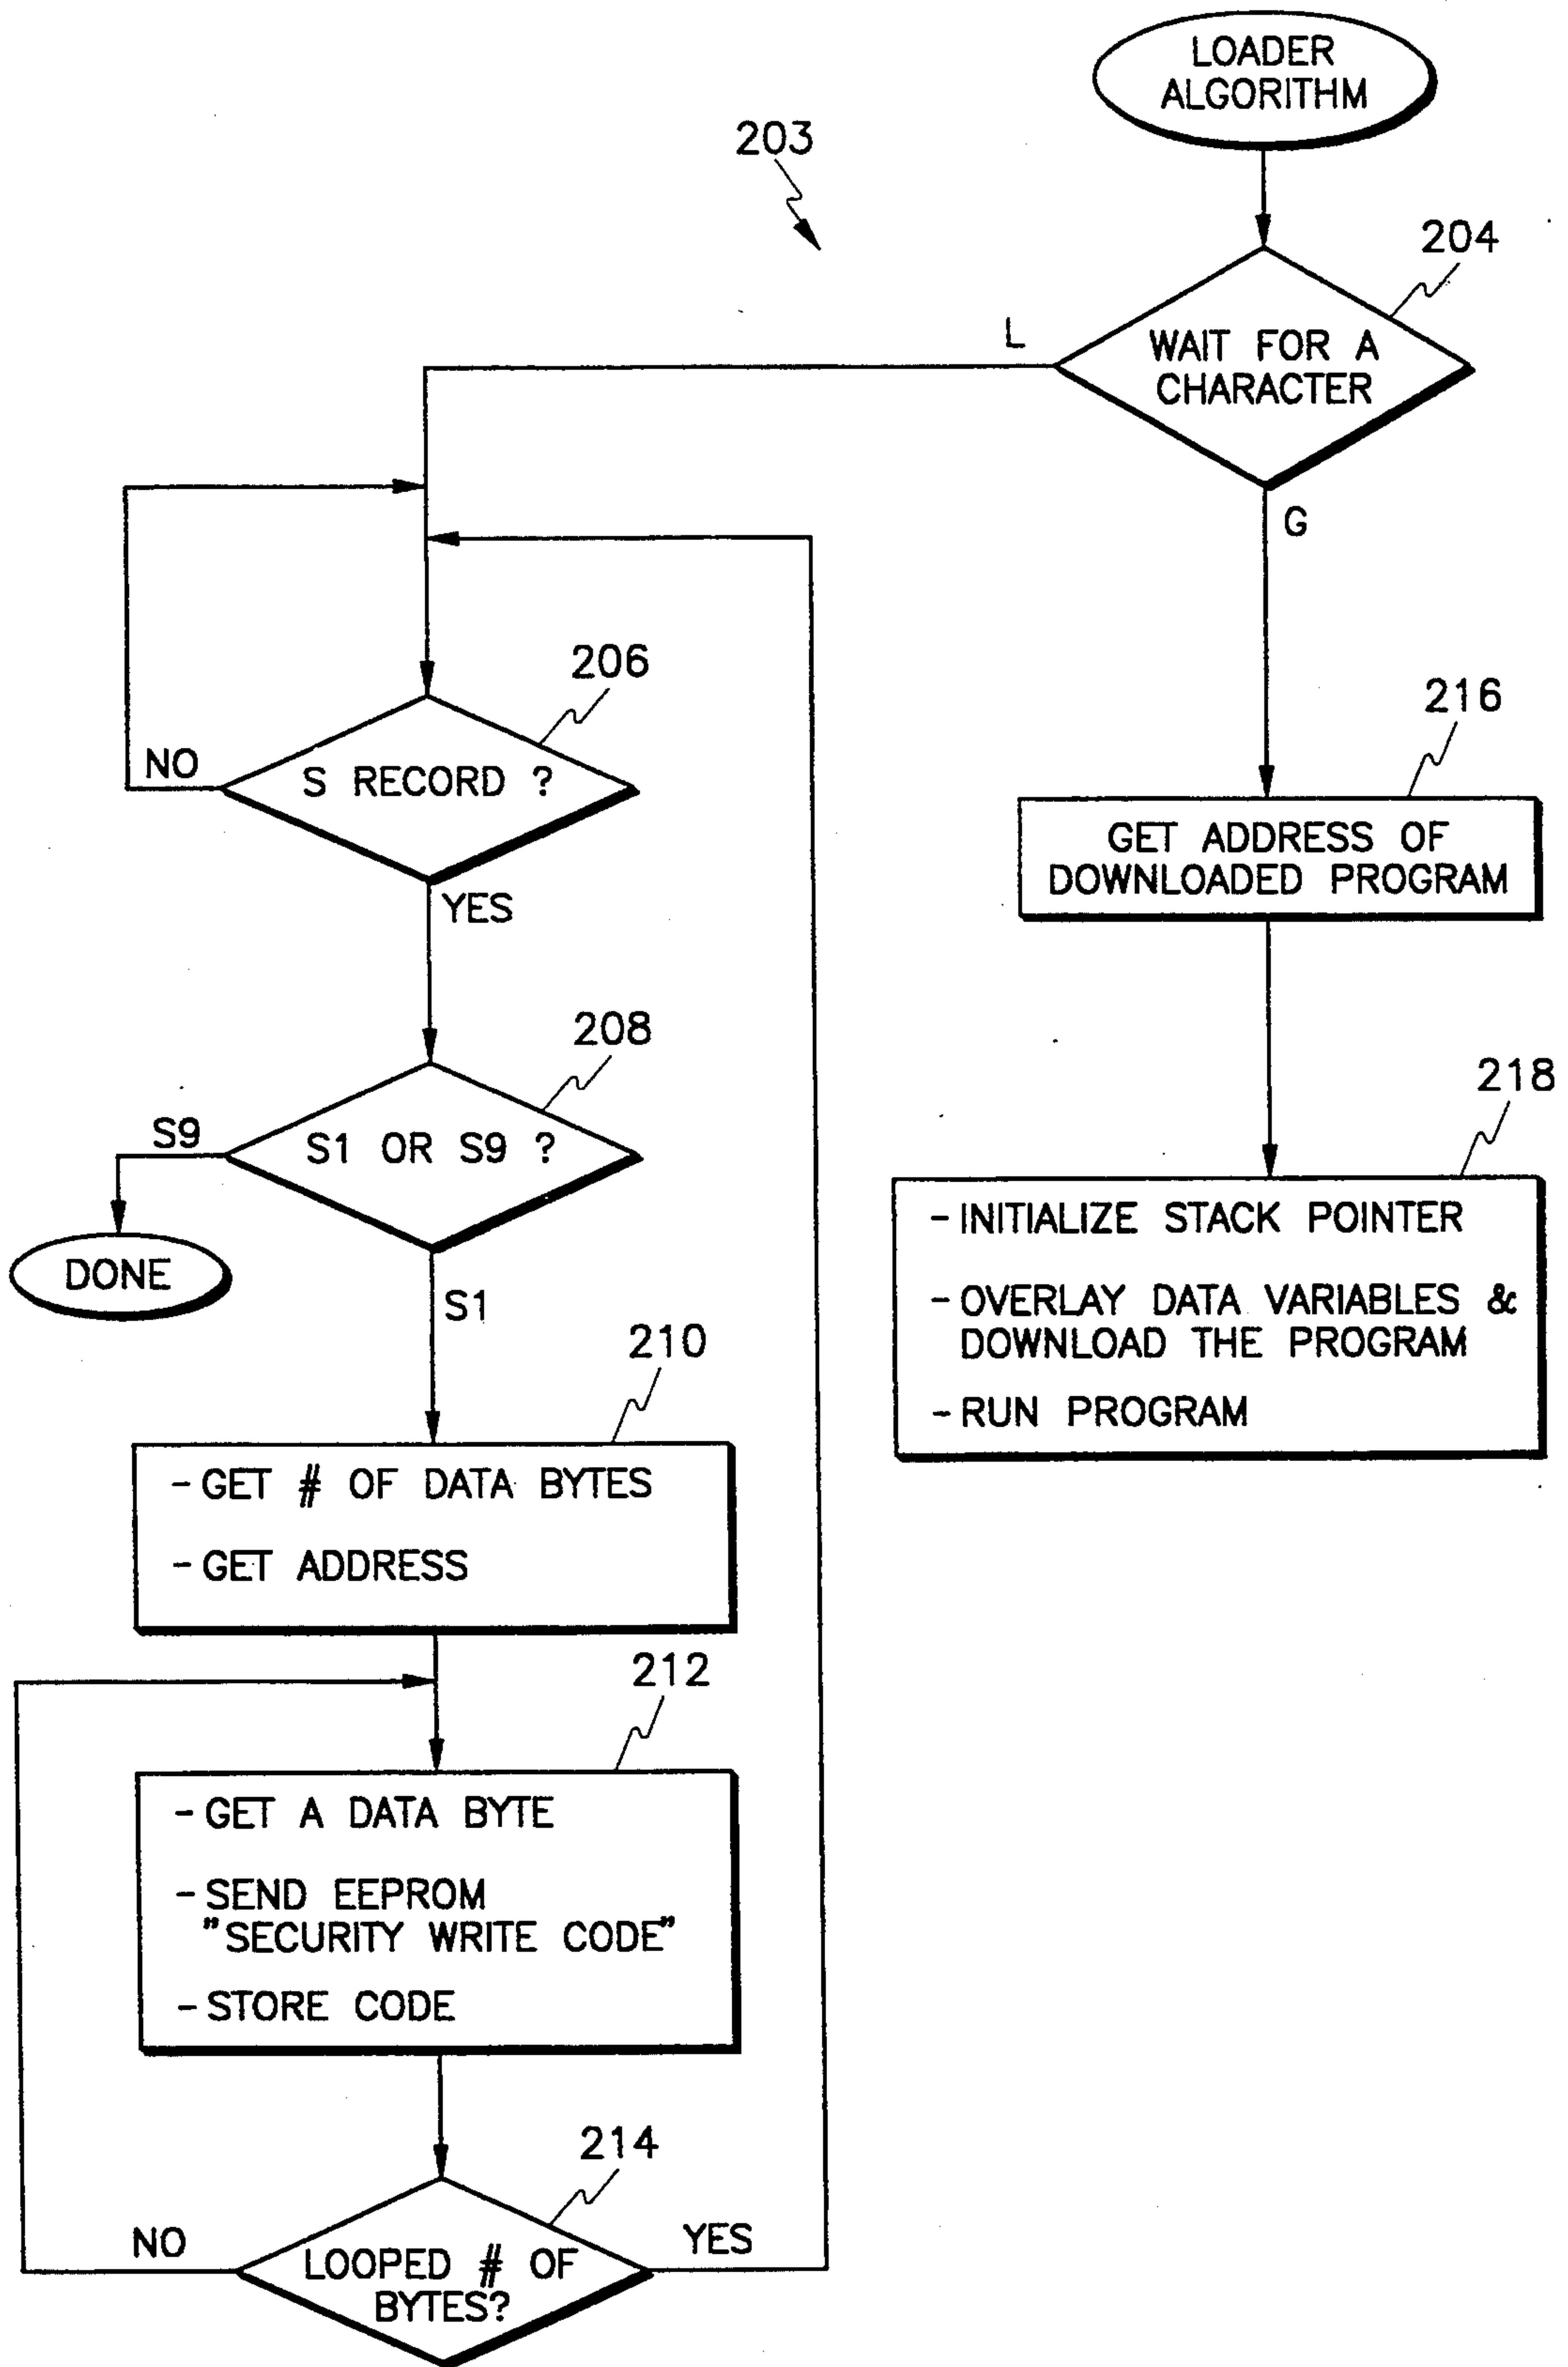 LOADER
ALGORITHM
203
204
L
WAIT FOR A
CHARACTER
G
206
NO
S RECORD ?
YES
216
GET ADDRESS OF
DOWNLOADED PROGRAM
208
S9
S1 OR S9 ?
DONE
S1
218
- INITIALIZE STACK POINTER
- OVERLAY DATA VARIABLES &
DOWNLOAD THE PROGRAM
- RUN PROGRAM
210
- GET # OF DATA BYTES
- GET ADDRESS
212
- GET A DATA BYTE
- SEND EEPROM
"SECURITY WRITE CODE"
- STORE CODE
214
NO
LOOPED # OF
BYTES?
YES